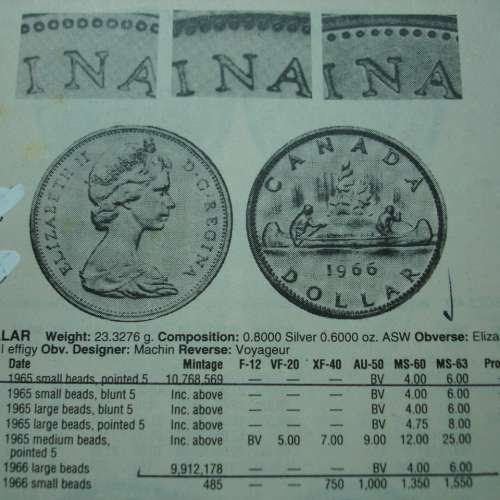 INA INA INA
ELIZABETH II D·G·REGINA
CANADA
1966
DOLLAR
LAR Weight: 23.3276 g. Composition: 0.8000 Silver 0.6000 oz. ASW Obverse: Eliza
l effigy Obv. Designer: Machin Reverse: Voyageur
Date Mintage F-12 VF-20 XF-40 AU-50 MS-60 MS-63 Pro
1965 small beads, pointed 5 10,768,569 — — — BV 4.00 6.00
1965 small beads, blunt 5 Inc. above — — — BV 4.00 6.00
1965 large beads, blunt 5 Inc. above — — — BV 4.00 6.00
1965 large beads, pointed 5 Inc. above — — — BV 4.75 8.00
1965 medium beads, Inc. above BV 5.00 7.00 9.00 12.00 25.00
pointed 5
1966 large beads 9,912,178 — — — BV 4.00 6.00
1966 small beads 485 — — 750 1,000 1,350 1,550